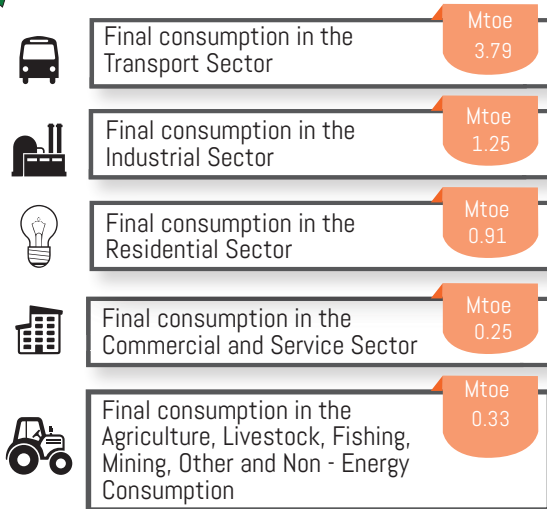 Final consumption in the
Transport Sector
Mtoe
3.79
Final consumption in the
Industrial Sector
Mtoe
1.25
Final consumption in the
Residential Sector
Mtoe
0.91
Final consumption in the
Commercial and Service Sector
Mtoe
0.25
Final consumption in the
Agriculture, Livestock, Fishing,
Mining, Other and Non - Energy
Consumption
Mtoe
0.33